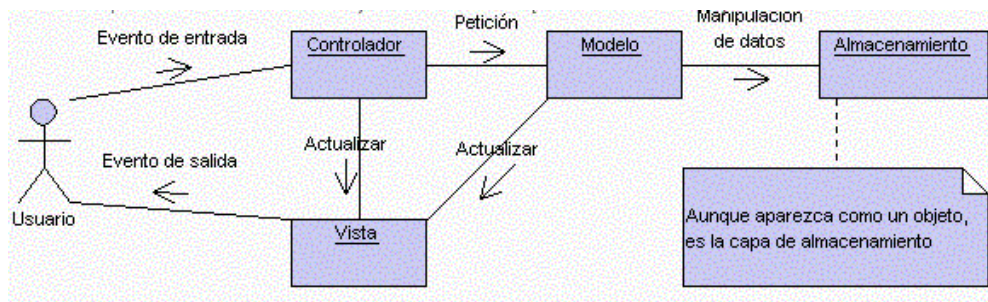 Evento de entrada
Controlador
Petición
Modelo
Manipulación
de datos
Almacenamiento
Evento de salida
Actualizar
Actualizar
Usuario
Vista
Aunque aparezca como un objeto,
es la capa de almacenamiento